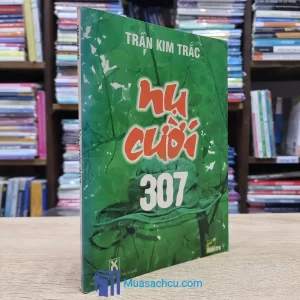 TRẦN KIM TRẮC
NỤ
CƯỜI
307
Muasachcu.com